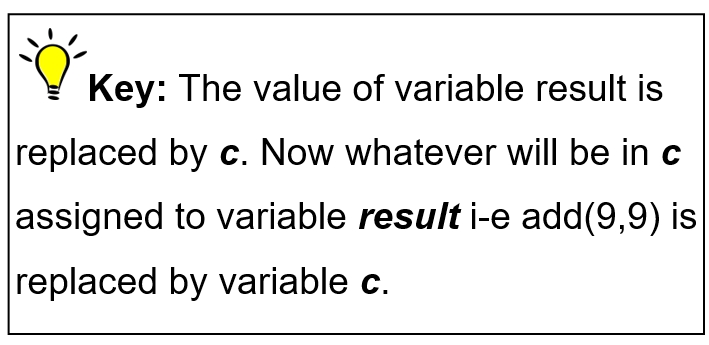 Key: The value of variable result is
replaced by c. Now whatever will be in c
assigned to variable result i-e add(9,9) is
replaced by variable c.